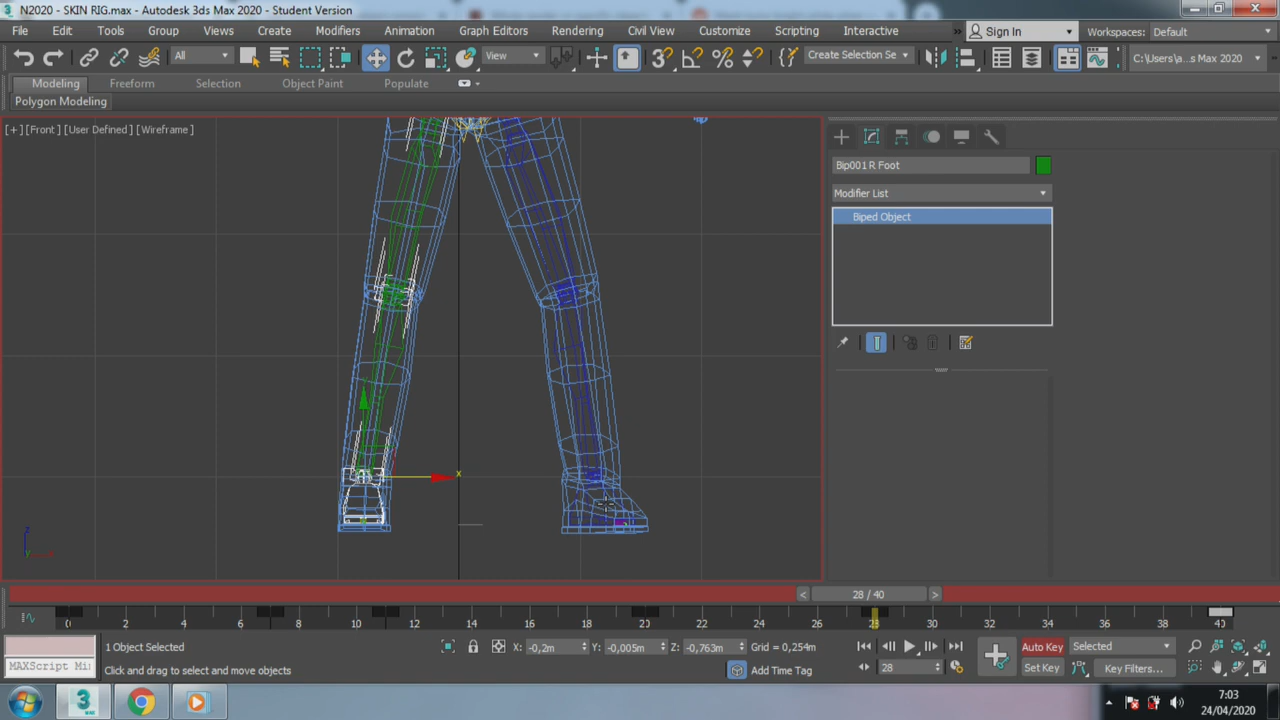 N2020 - SKIN RIG.max - Autodesk 3ds Max 2020 - Student Version
File Edit Tools Group Views Create Modifiers Animation Graph Editors Rendering Civil View Customize Scripting Interactive » Sign In Workspaces: Default
All View Create Selection Se C:\Users\a...s Max 2020
Modeling Freeform Selection Object Paint Populate
Polygon Modeling
[+] [Front] [User Defined] [Wireframe]
Bip001 R Foot
Modifier List
Biped Object
x
z
y
< 28 / 40 >
0 2 4 6 8 10 12 14 16 18 20 22 24 26 28 30 32 34 36 38 40
1 Object Selected X: -0,2m Y: -0,005m Z: -0,763m Grid = 0,254m Auto Key Selected
MAXScript Mi Click and drag to select and move objects Add Time Tag 28 Set Key Key Filters...
7:03
24/04/2020